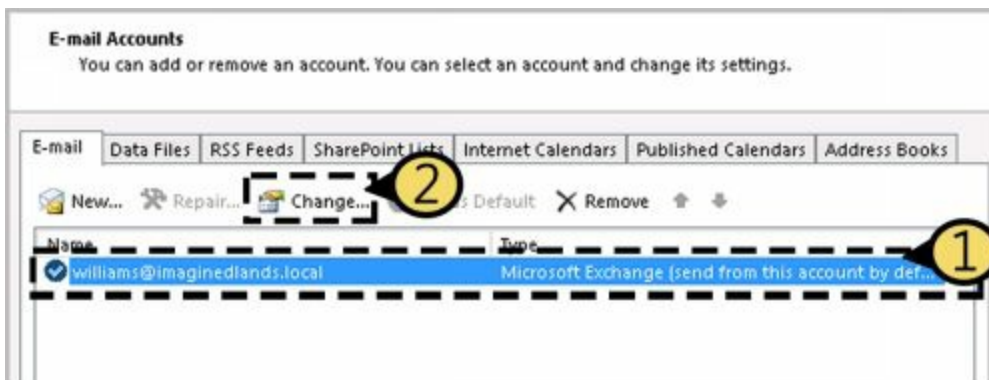 E-mail Accounts
You can add or remove an account. You can select an account and change its settings.
E-mail Data Files RSS Feeds SharePoint Lists Internet Calendars Published Calendars Address Books
New... Repair... Change... 2 Default Remove
Name Type
williams@imaginedlands.local Microsoft Exchange (send from this account by def... 1